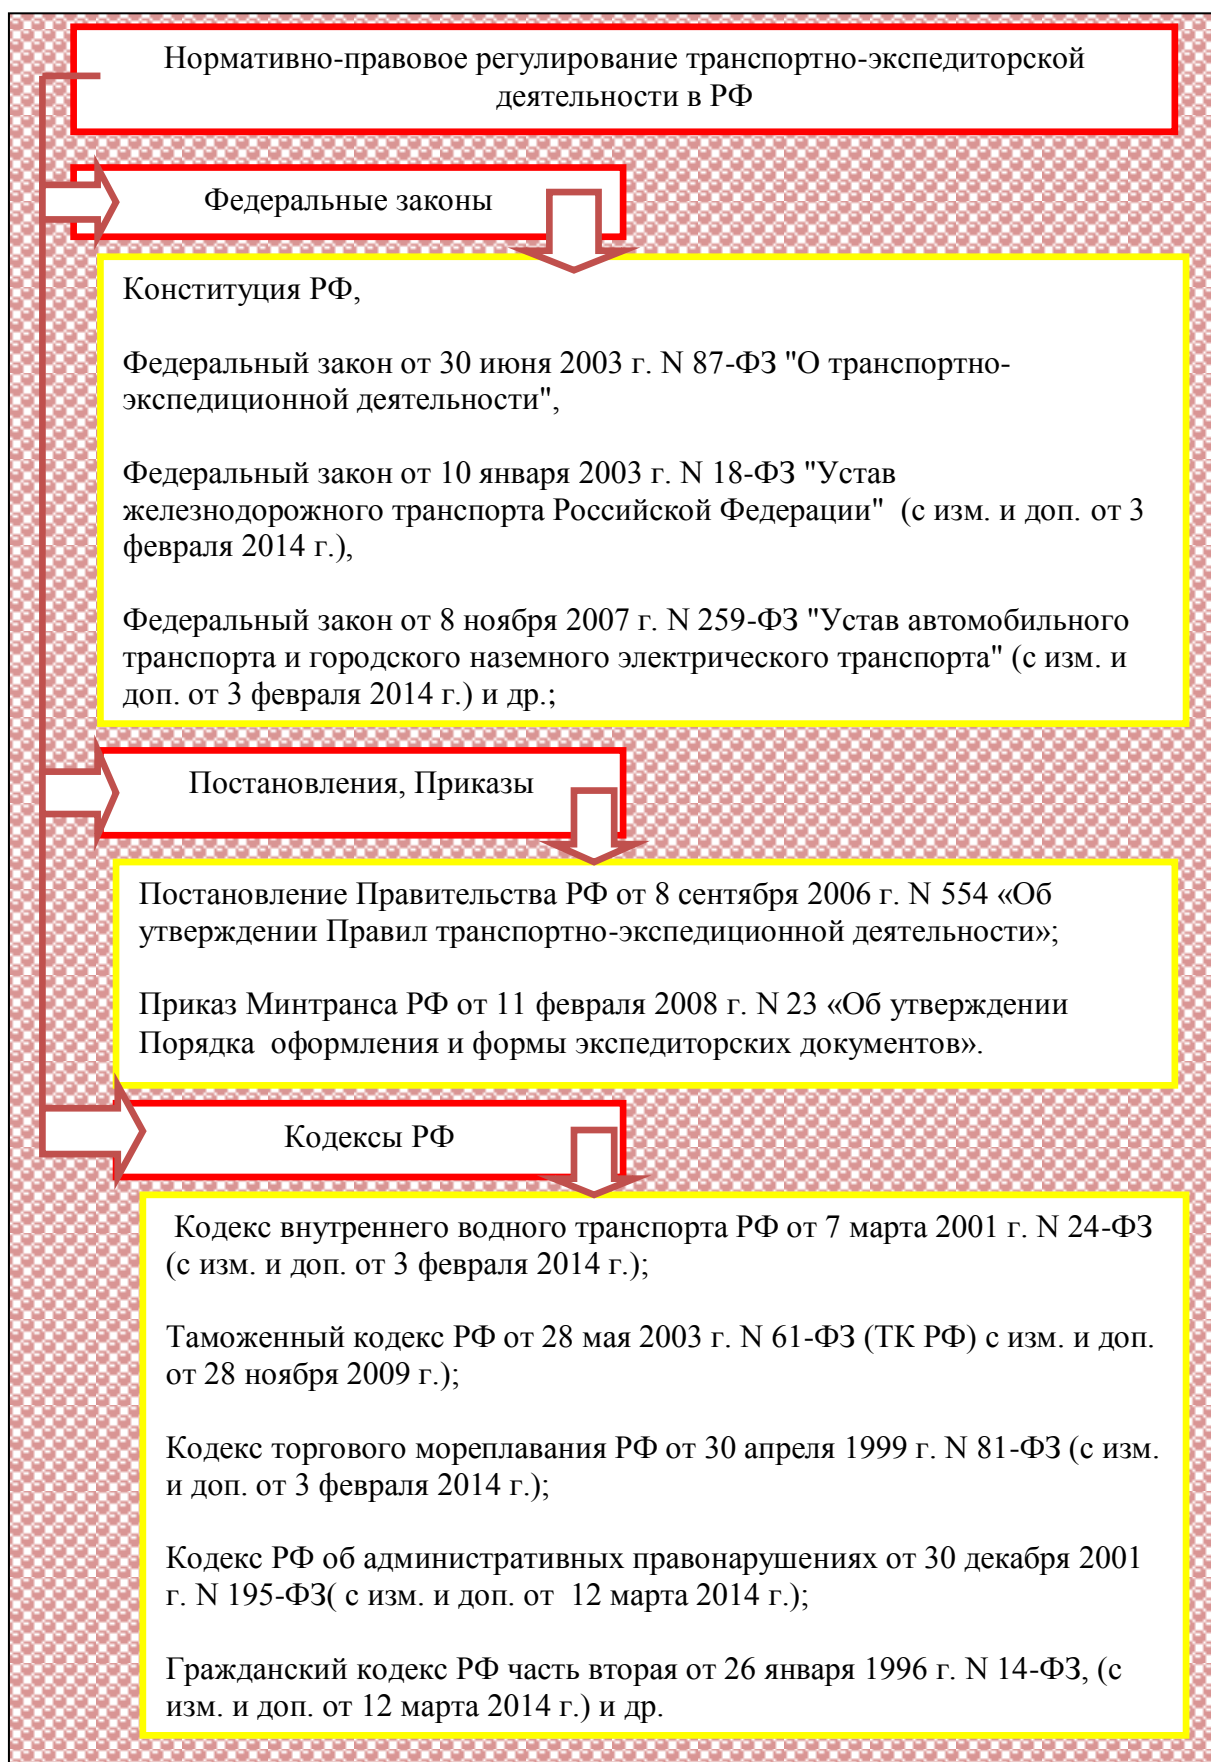 Нормативно-правовое регулирование транспортно-экспедиторской
деятельности в РФ
Федеральные законы
Конституция РФ,
Федеральный закон от 30 июня 2003 г. N 87-ФЗ "О транспортно-
экспедиционной деятельности",
Федеральный закон от 10 января 2003 г. N 18-ФЗ "Устав
железнодорожного транспорта Российской Федерации" (с изм. и доп. от 3
февраля 2014 г.),
Федеральный закон от 8 ноября 2007 г. N 259-ФЗ "Устав автомобильного
транспорта и городского наземного электрического транспорта" (с изм. и
доп. от 3 февраля 2014 г.) и др.;
Постановления, Приказы
Постановление Правительства РФ от 8 сентября 2006 г. N 554 «Об
утверждении Правил транспортно-экспедиционной деятельности»;
Приказ Минтранса РФ от 11 февраля 2008 г. N 23 «Об утверждении
Порядка оформления и формы экспедиторских документов».
Кодексы РФ
Кодекс внутреннего водного транспорта РФ от 7 марта 2001 г. N 24-ФЗ
(с изм. и доп. от 3 февраля 2014 г.);
Таможенный кодекс РФ от 28 мая 2003 г. N 61-ФЗ (ТК РФ) с изм. и доп.
от 28 ноября 2009 г.);
Кодекс торгового мореплавания РФ от 30 апреля 1999 г. N 81-ФЗ (с изм.
и доп. от 3 февраля 2014 г.);
Кодекс РФ об административных правонарушениях от 30 декабря 2001
г. N 195-ФЗ( с изм. и доп. от 12 марта 2014 г.);
Гражданский кодекс РФ часть вторая от 26 января 1996 г. N 14-ФЗ, (с
изм. и доп. от 12 марта 2014 г.) и др.